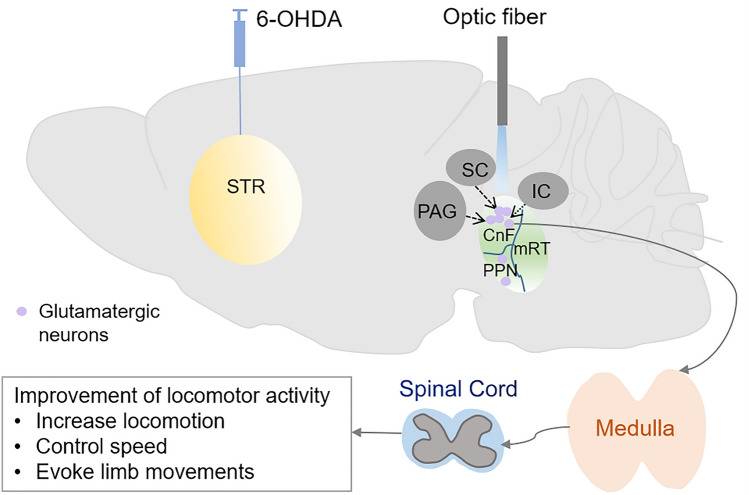 6-OHDA
Optic fiber
STR
SC
IC
PAG
CnF
mRT
PPN
Glutamatergic
neurons
Improvement of locomotor activity
• Increase locomotion
• Control speed
• Evoke limb movements
Spinal Cord
Medulla